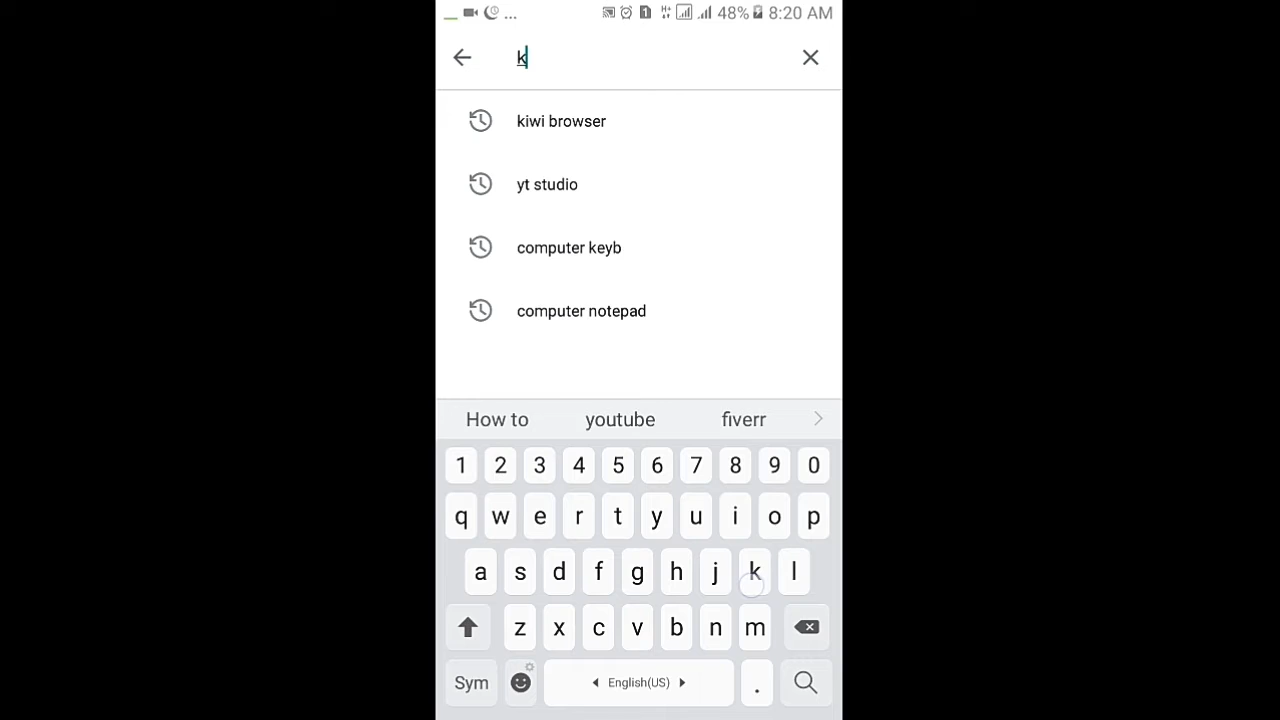 ... 1 48% 8:20 AM
k
kiwi browser
yt studio
computer keyb
computer notepad
How to youtube fiverr
1 2 3 4 5 6 7 8 9 0
q w e r t y u i o p
a s d f g h j k l
z x c v b n m
Sym English(US) .